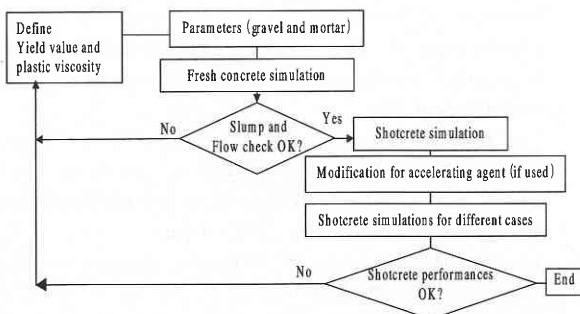 Define
Yield value and
plastic viscosity
Parameters (gravel and mortar)
Fresh concrete simulation
No
Slump and
Flow check OK?
Yes
Shotcrete simulation
Modification for accelerating agent (if used)
Shotcrete simulations for different cases
No
Shotcrete performances
OK?
End